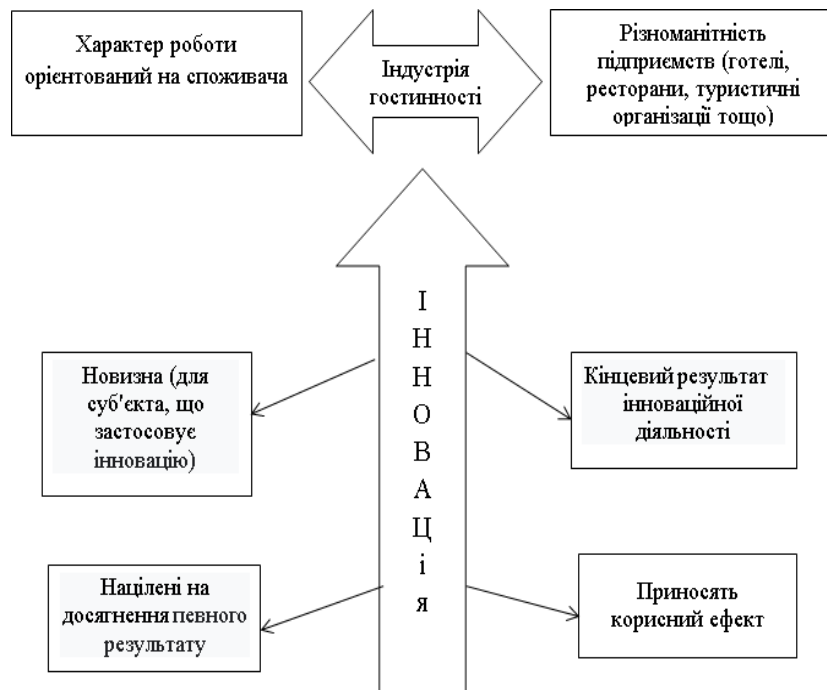 Характер роботи
орієнтований на споживача
Індустрія
гостинності
Різноманітність
підприємств (готелі,
ресторани, туристичні
організації тощо)
І
Н
Н
О
В
А
Ц
і
я
Новизна (для
суб'єкта, що
застосовує
інновацію)
Кінцевий результат
інноваційної
діяльності
Націлені на
досягнення певного
результату
Приносять
корисний ефект